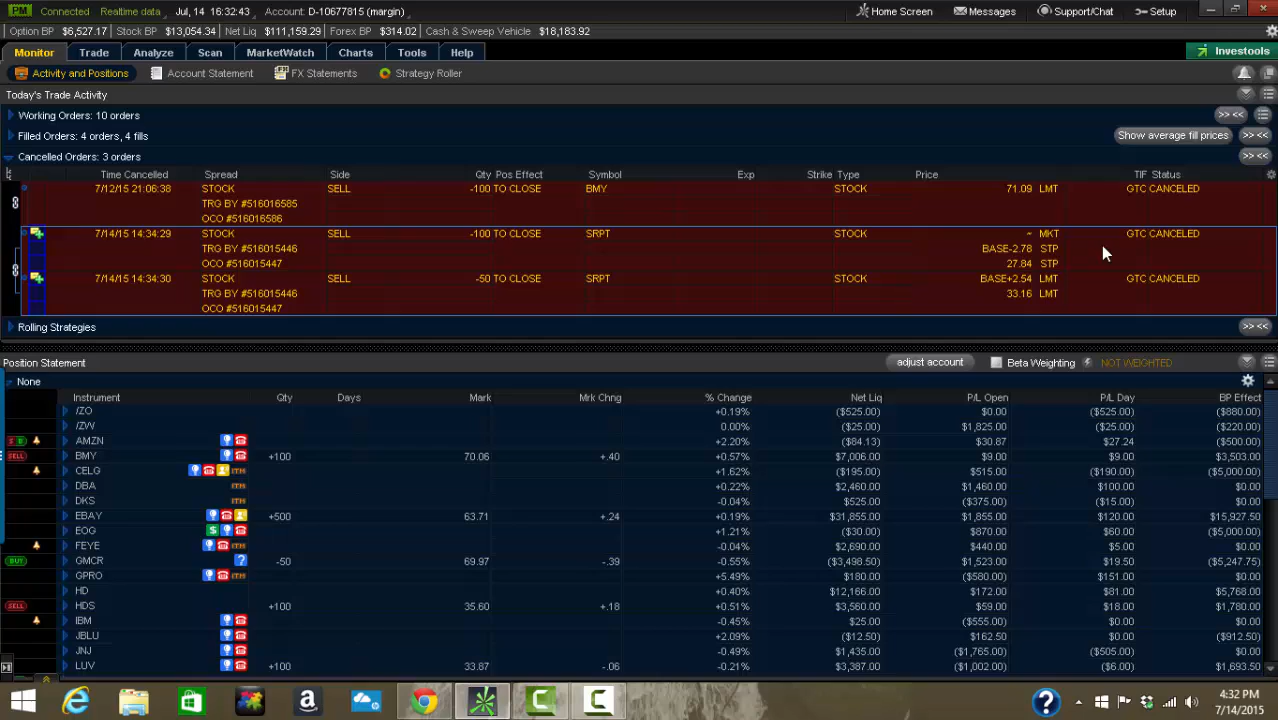 PM Connected Realtime data Jul, 14 16:32:43 Account: D-10677815 (margin) Home Screen Messages Support/Chat Setup
Option BP $6,527.17 Stock BP $13,054.34 Net Liq $111,159.29 Forex BP $314.02 Cash & Sweep Vehicle $18,183.92
Monitor Trade Analyze Scan MarketWatch Charts Tools Help Investools
Activity and Positions Account Statement FX Statements Strategy Roller
Today's Trade Activity
Working Orders: 10 orders >> <<
Filled Orders: 4 orders, 4 fills Show average fill prices >> <<
Cancelled Orders: 3 orders >> <<
Time Cancelled Spread Side Qty Pos Effect Symbol Exp Strike Type Price TIF Status
7/12/15 21:06:38 STOCK SELL -100 TO CLOSE BMY STOCK 71.09 LMT GTC CANCELED
TRG BY #516016585
OCO #516016586
7/14/15 14:34:29 STOCK SELL -100 TO CLOSE SRPT STOCK ~ MKT GTC CANCELED
TRG BY #516015446 BASE-2.78 STP
OCO #516015447 27.84 STP
7/14/15 14:34:30 STOCK SELL -50 TO CLOSE SRPT STOCK BASE+2.54 LMT GTC CANCELED
TRG BY #516015446 33.16 LMT
OCO #516015447
Rolling Strategies >> <<
Position Statement adjust account Beta Weighting NOT WEIGHTED
None
Instrument Qty Days Mark Mrk Chng % Change Net Liq P/L Open P/L Day BP Effect
/ZO +0.19% ($525.00) $0.00 ($525.00) ($880.00)
/ZW 0.00% ($25.00) $1,825.00 ($25.00) ($220.00)
S B AMZN +2.20% ($84.13) $30.87 $27.24 ($500.00)
SELL BMY +100 70.06 +.40 +0.57% $7,006.00 $9.00 $9.00 $3,503.00
CELG ITM +1.62% ($195.00) $515.00 ($190.00) ($5,000.00)
DBA ITM +0.22% $2,460.00 $1,460.00 $100.00 $0.00
DKS ITM -0.04% $525.00 ($375.00) ($15.00) $0.00
EBAY +500 63.71 +.24 +0.19% $31,855.00 $1,855.00 $120.00 $15,927.50
EOG $ +1.21% ($30.00) $870.00 $60.00 ($5,000.00)
FEYE ITM -0.04% $2,690.00 $440.00 $5.00 $0.00
BUY GMCR ? -50 69.97 -.39 -0.55% ($3,498.50) $1,523.00 $19.50 ($5,247.75)
GPRO ITM +5.49% $180.00 ($580.00) $151.00 $0.00
HD +0.40% $12,166.00 $172.00 $81.00 $5,768.00
SELL HDS +100 35.60 +.18 +0.51% $3,560.00 $59.00 $18.00 $1,780.00
IBM -0.45% $25.00 ($555.00) $0.00 $0.00
JBLU +2.09% ($12.50) $162.50 $0.00 ($912.50)
JNJ -0.49% $1,435.00 ($1,765.00) ($505.00) $0.00
LUV +100 33.87 -.06 -0.21% $3,387.00 ($1,002.00) ($6.00) $1,693.50
4:32 PM
7/14/2015